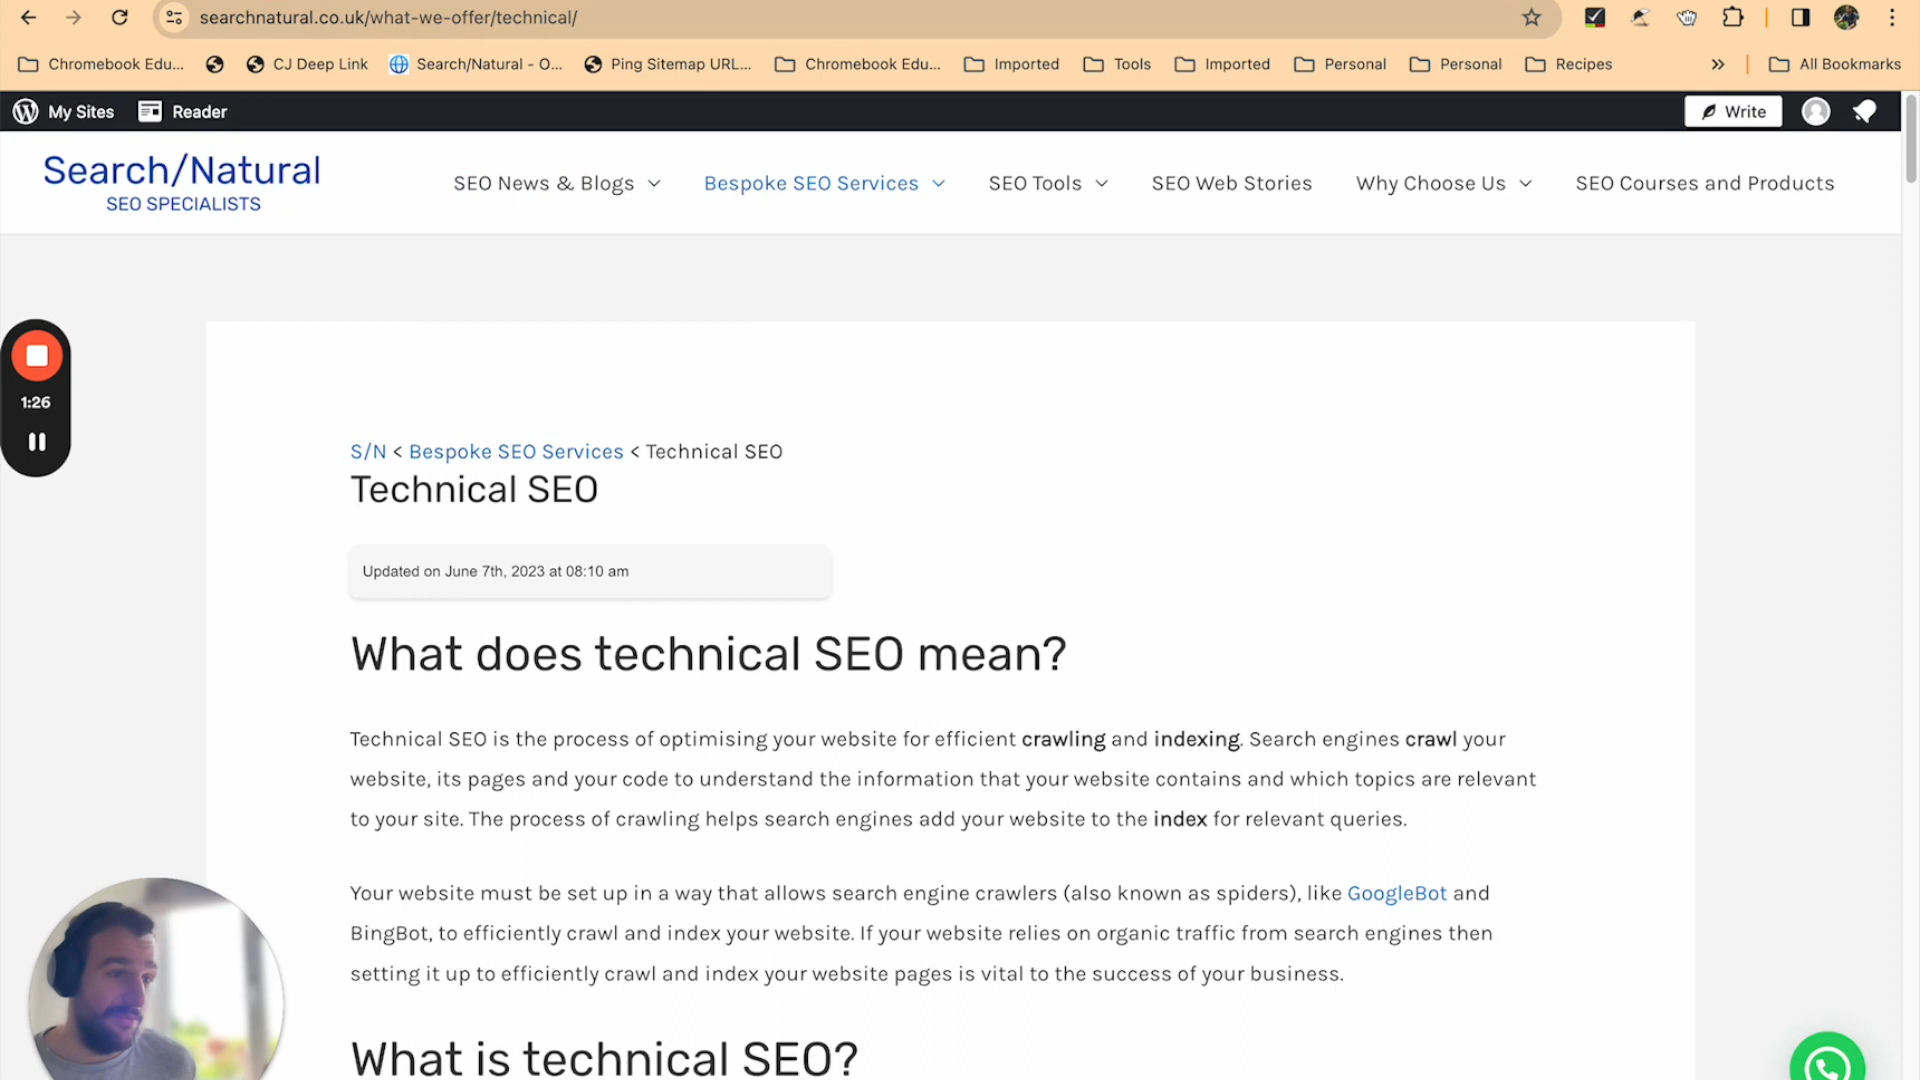 searchnatural.co.uk/what-we-offer/technical/
Chromebook Edu... CJ Deep Link Search/Natural - O... Ping Sitemap URL... Chromebook Edu... Imported Tools Imported Personal Personal Recipes » All Bookmarks
My Sites Reader Write
Search/Natural
SEO SPECIALISTS
SEO News & Blogs Bespoke SEO Services SEO Tools SEO Web Stories Why Choose Us SEO Courses and Products
1:26
S/N < Bespoke SEO Services < Technical SEO
Technical SEO
Updated on June 7th, 2023 at 08:10 am
What does technical SEO mean?
Technical SEO is the process of optimising your website for efficient crawling and indexing. Search engines crawl your
website, its pages and your code to understand the information that your website contains and which topics are relevant
to your site. The process of crawling helps search engines add your website to the index for relevant queries.
Your website must be set up in a way that allows search engine crawlers (also known as spiders), like GoogleBot and
BingBot, to efficiently crawl and index your website. If your website relies on organic traffic from search engines then
setting it up to efficiently crawl and index your website pages is vital to the success of your business.
What is technical SEO?